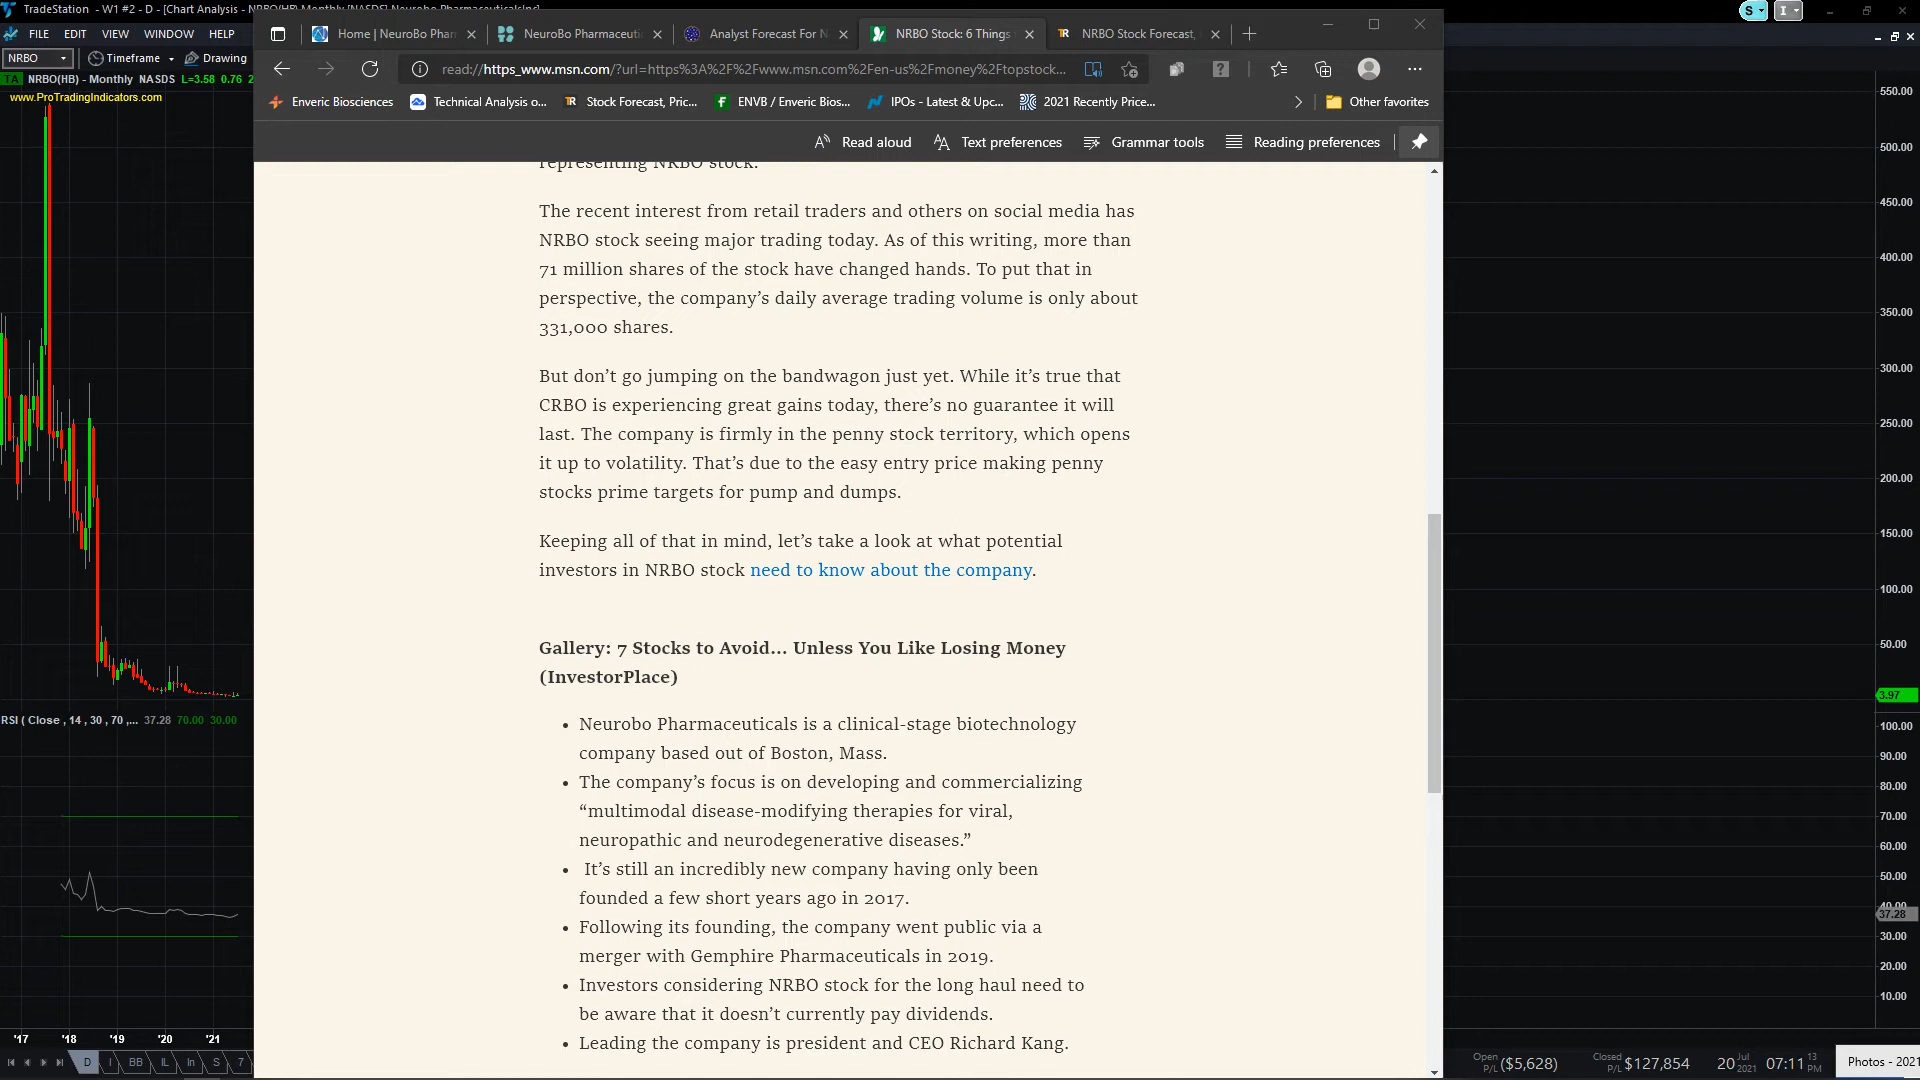 TradeStation - W1 #2 - D - [Chart Analysis - NRBO(HB) Monthly [NASDS] Neurobo PharmaceuticalsInc]
S
I
FILE EDIT VIEW WINDOW HELP
NRBO
Timeframe
Drawing
TA NRBO(HB) - Monthly NASDS L=3.58 0.76 2
www.ProTradingIndicators.com
Home | NeuroBo Phar
NeuroBo Pharmaceuti
Analyst Forecast For N
NRBO Stock: 6 Things
TR NRBO Stock Forecast,
read://https_www.msn.com/?url=https%3A%2F%2Fwww.msn.com%2Fen-us%2Fmoney%2Ftopstock...
Enveric Biosciences
Technical Analysis o...
TR Stock Forecast, Pric...
ENVB / Enveric Bios...
IPOs - Latest & Upc...
2021 Recently Price...
Other favorites
Read aloud
Text preferences
Grammar tools
Reading preferences
representing NRBO stock.
The recent interest from retail traders and others on social media has
NRBO stock seeing major trading today. As of this writing, more than
71 million shares of the stock have changed hands. To put that in
perspective, the company’s daily average trading volume is only about
331,000 shares.
But don’t go jumping on the bandwagon just yet. While it’s true that
CRBO is experiencing great gains today, there’s no guarantee it will
last. The company is firmly in the penny stock territory, which opens
it up to volatility. That’s due to the easy entry price making penny
stocks prime targets for pump and dumps.
Keeping all of that in mind, let’s take a look at what potential
investors in NRBO stock need to know about the company.
Gallery: 7 Stocks to Avoid… Unless You Like Losing Money
(InvestorPlace)
• Neurobo Pharmaceuticals is a clinical-stage biotechnology
company based out of Boston, Mass.
• The company’s focus is on developing and commercializing
“multimodal disease-modifying therapies for viral,
neuropathic and neurodegenerative diseases.”
• It’s still an incredibly new company having only been
founded a few short years ago in 2017.
• Following its founding, the company went public via a
merger with Gemphire Pharmaceuticals in 2019.
• Investors considering NRBO stock for the long haul need to
be aware that it doesn’t currently pay dividends.
• Leading the company is president and CEO Richard Kang.
550.00
500.00
450.00
400.00
350.00
300.00
250.00
200.00
150.00
100.00
50.00
3.97
RSI ( Close , 14 , 30 , 70 ,... 37.28 70.00 30.00
100.00
90.00
80.00
70.00
60.00
50.00
40.00
37.28
30.00
20.00
10.00
'17 '18 '19 '20 '21
D I BB IL In S 7
Open P/L ($5,628)
Closed P/L $127,854
20 Jul 2021 07:11 13 PM
Photos - 2021